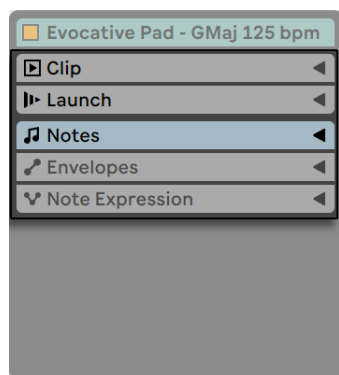 Evocative Pad - GMaj 125 bpm
Clip
Launch
Notes
Envelopes
Note Expression